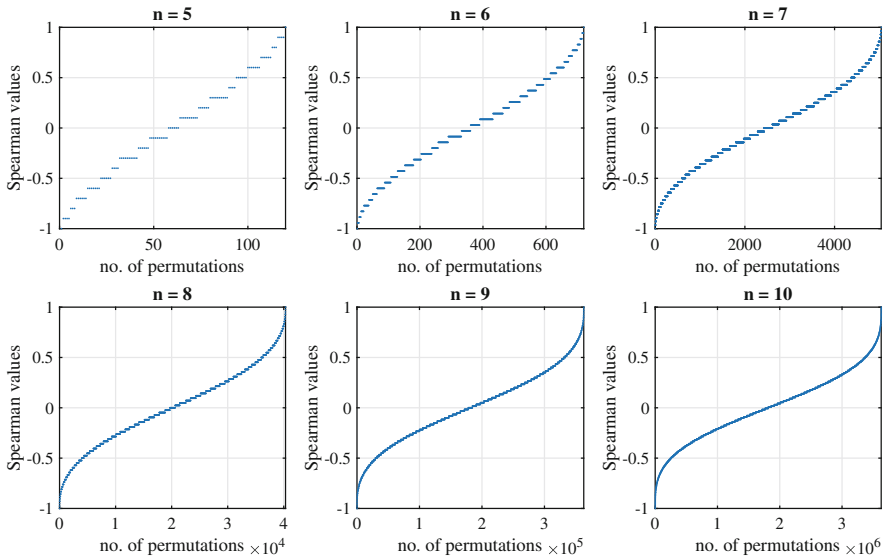 n = 5
1
0.5
0
-0.5
-1
0
50
100
Spearman values
no. of permutations
n = 6
1
0.5
0
-0.5
-1
0
200
400
600
Spearman values
no. of permutations
n = 7
1
0.5
0
-0.5
-1
0
2000
4000
Spearman values
no. of permutations
n = 8
1
0.5
0
-0.5
-1
0
1
2
3
4
Spearman values
no. of permutations ×10^4
n = 9
1
0.5
0
-0.5
-1
0
1
2
3
Spearman values
no. of permutations ×10^5
n = 10
1
0.5
0
-0.5
-1
0
1
2
3
Spearman values
no. of permutations ×10^6